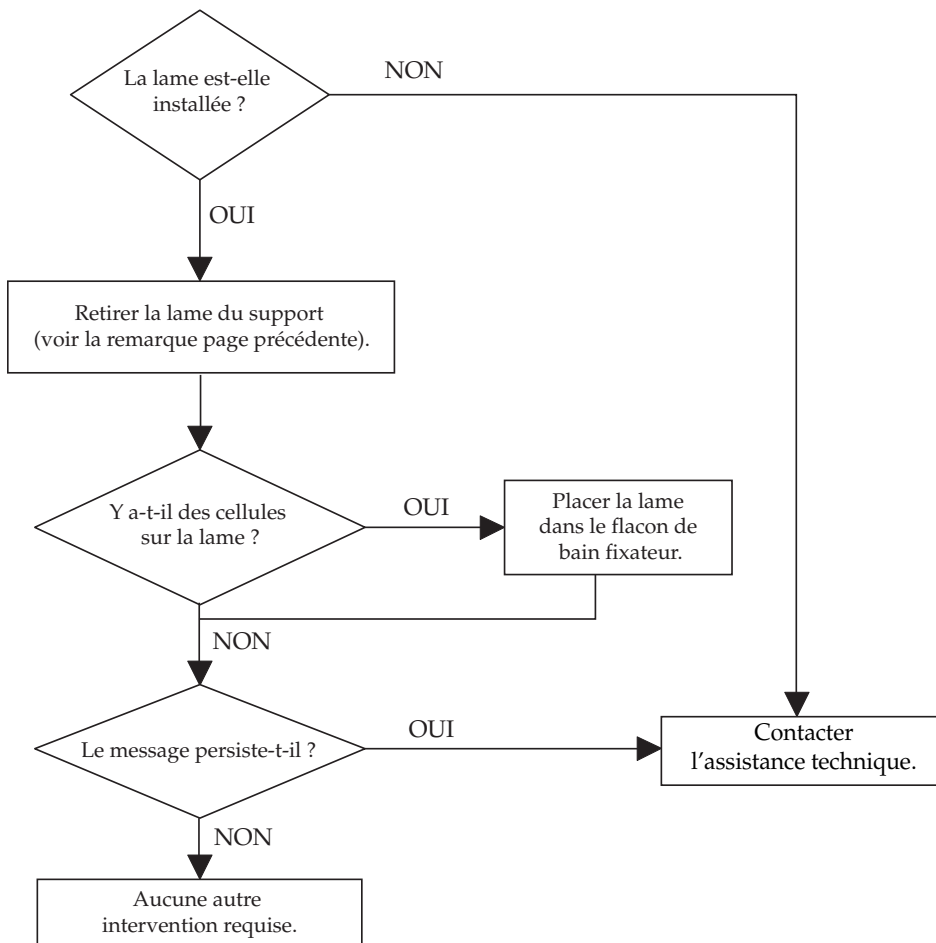 La lame est-elle
installée ?
NON
OUI
Retirer la lame du support
(voir la remarque page précédente).
Y a-t-il des cellules
sur la lame ?
OUI
Placer la lame
dans le flacon de
bain fixateur.
NON
Le message persiste-t-il ?
OUI
Contacter
l’assistance technique.
NON
Aucune autre
intervention requise.